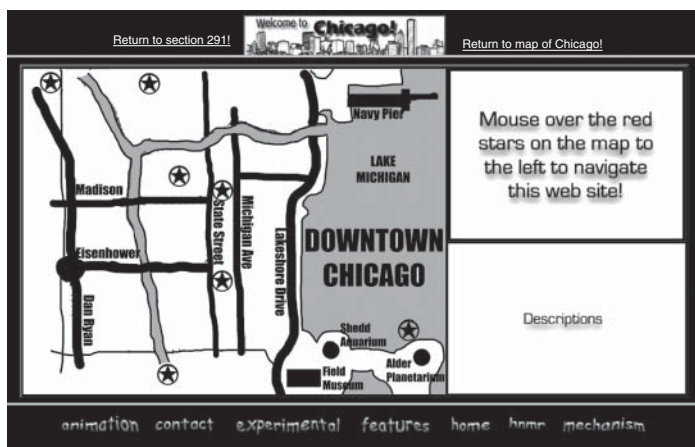 Welcome to Chicago!
Return to section 291!
Return to map of Chicago!
Navy Pier
LAKE
MICHIGAN
Madison
State Street
Michigan Ave
Lakeshore Drive
DOWNTOWN
CHICAGO
Eisenhower
Dan Ryan
Shedd
Aquarium
Field
Museum
Alder
Planetarium
Mouse over the red
stars on the map to
the left to navigate
this web site!
Descriptions
animation contact experimental features home hnmr mechanism